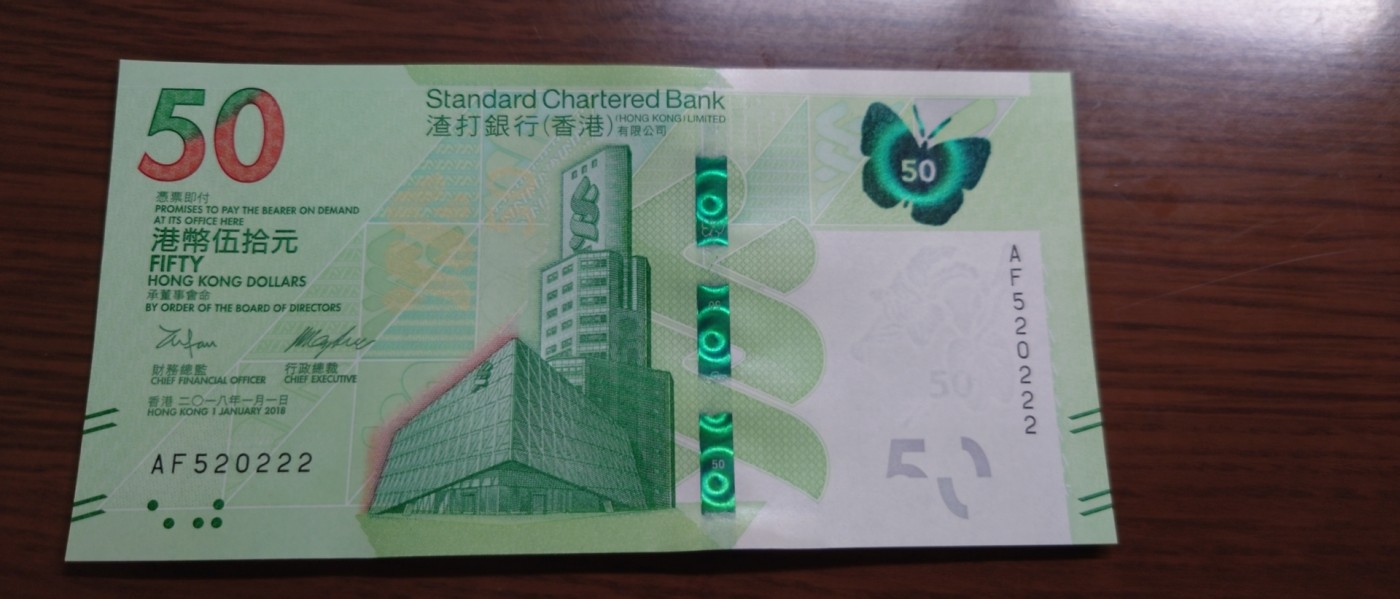 50
Standard Chartered Bank
渣打銀行(香港)
(HONG KONG) LIMITED
有限公司
憑票即付
PROMISES TO PAY THE BEARER ON DEMAND
AT ITS OFFICE HERE
港幣伍拾元
FIFTY
HONG KONG DOLLARS
承董事會命
BY ORDER OF THE BOARD OF DIRECTORS
財務總監
CHIEF FINANCIAL OFFICER
行政總裁
CHIEF EXECUTIVE
香港 二〇一八年一月一日
HONG KONG 1 JANUARY 2018
AF520222
50
50
AF520222
50
50